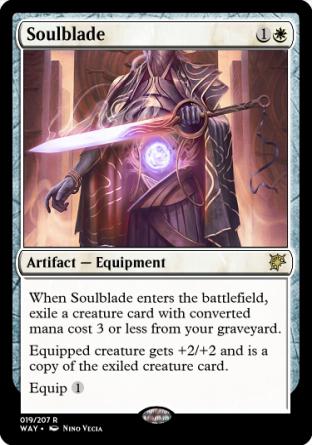 Soulblade 1
Artifact — Equipment
When Soulblade enters the battlefield,
exile a creature card with converted
mana cost 3 or less from your graveyard.
Equipped creature gets +2/+2 and is a
copy of the exiled creature card.
Equip 1
019/207 R
WAY • Nino Vecia